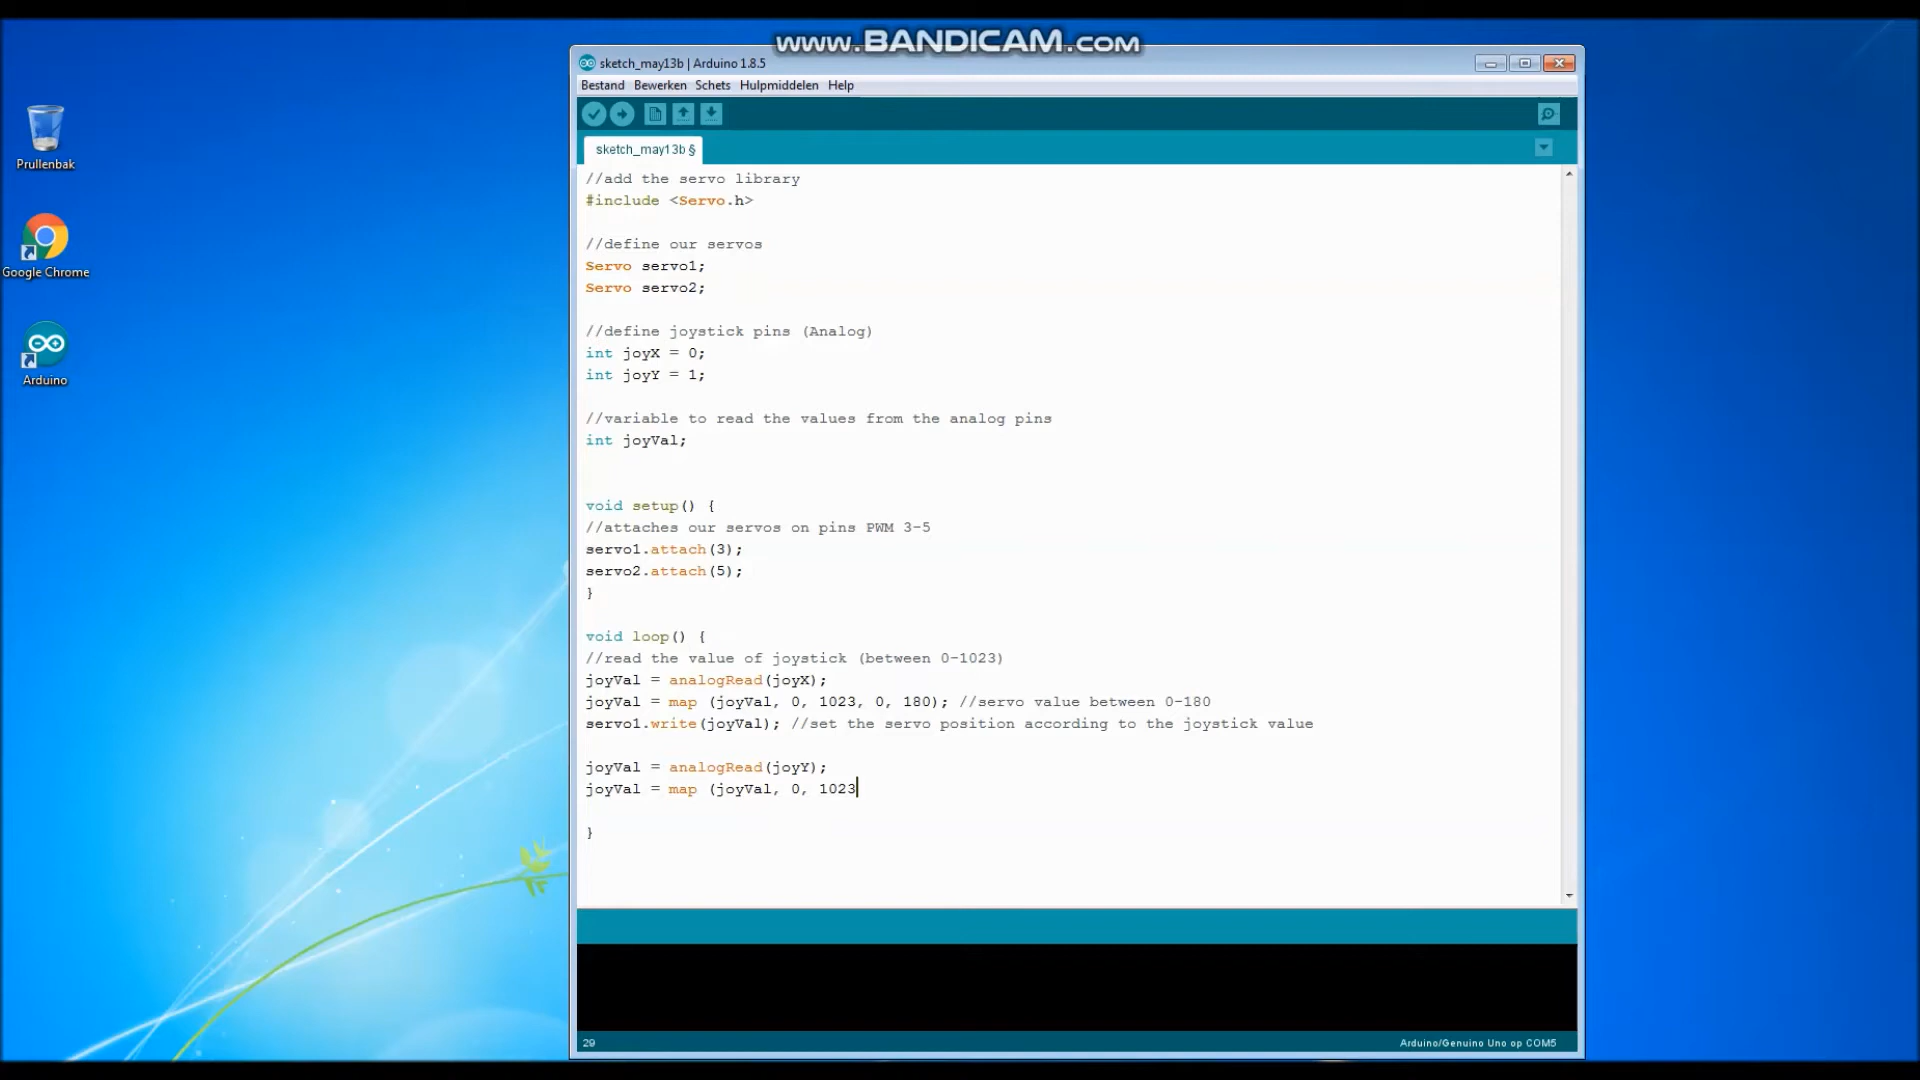 www.BANDICAM.com
sketch_may13b | Arduino 1.8.5
Bestand Bewerken Schets Hulpmiddelen Help
sketch_may13b §
Prullenbak
Google Chrome
Arduino
//add the servo library
#include <Servo.h>
//define our servos
Servo servo1;
Servo servo2;
//define joystick pins (Analog)
int joyX = 0;
int joyY = 1;
//variable to read the values from the analog pins
int joyVal;
void setup() {
//attaches our servos on pins PWM 3-5
servo1.attach(3);
servo2.attach(5);
}
void loop() {
//read the value of joystick (between 0-1023)
joyVal = analogRead(joyX);
joyVal = map (joyVal, 0, 1023, 0, 180); //servo value between 0-180
servo1.write(joyVal); //set the servo position according to the joystick value
joyVal = analogRead(joyY);
joyVal = map (joyVal, 0, 1023
}
29
Arduino/Genuino Uno op COM5